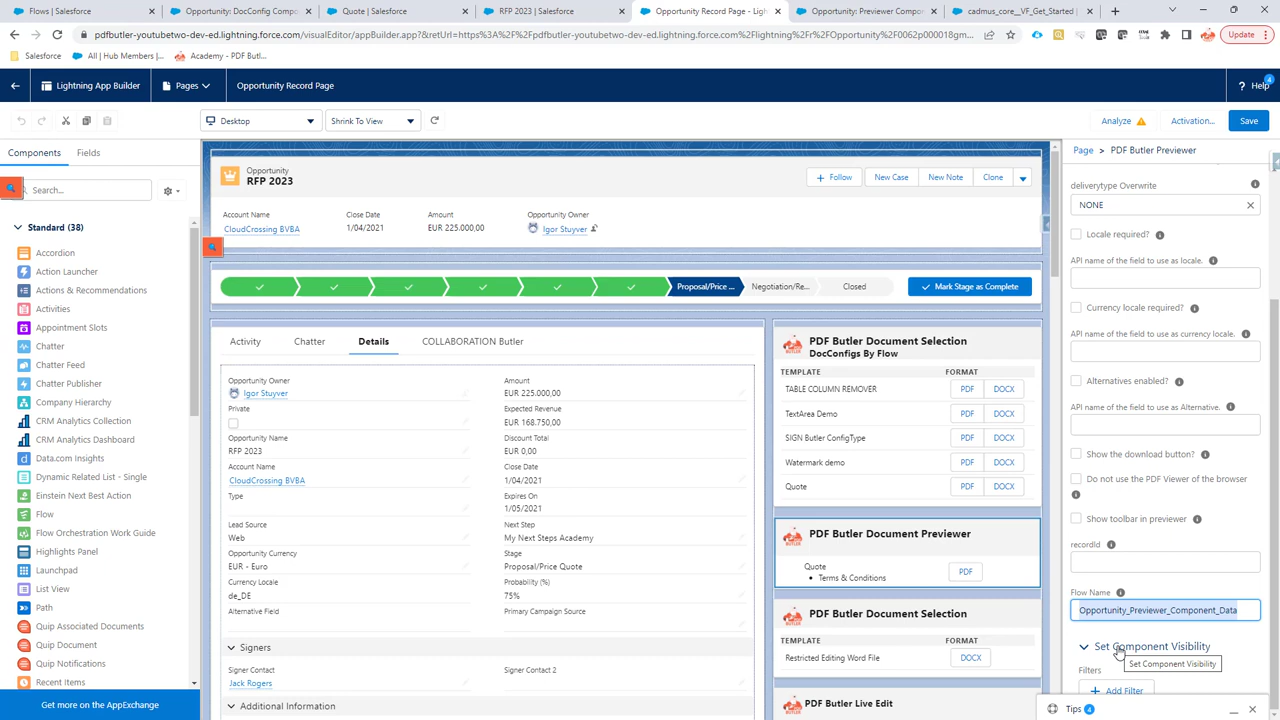 Flows | Salesforce
Opportunity: DocConfig Compo
Quote | Salesforce
RFP 2023 | Salesforce
Opportunity Record Page -
Opportunity: Previewer Componen
cadmus_core__VF_Get_Started |
pdfbutler-youtubetwo-dev-ed.lightning.force.com/visualEditor/appBuilder.app?retUrl=https%3A%2F%2Fpdfbutler-youtubetwo-dev-ed.lightning.force.com%2Flightning%2Fr%2FOpportunity%2F0062p000018gm...
Update
Salesforce
All | Hub Members |...
Academy - PDF Butl...
Lightning App Builder
Pages
Opportunity Record Page
4
? Help
Desktop
Shrink To View
Analyze
Activation...
Save
Components
Fields
Search...
Standard (38)
Accordion
Action Launcher
Actions & Recommendations
Activities
Appointment Slots
Chatter
Chatter Feed
Chatter Publisher
Company Hierarchy
CRM Analytics Collection
CRM Analytics Dashboard
Data.com Insights
Dynamic Related List - Single
Einstein Next Best Action
Flow
Flow Orchestration Work Guide
Highlights Panel
Launchpad
List View
Path
Quip Associated Documents
Quip Document
Quip Notifications
Recent Items
Get more on the AppExchange
Opportunity
RFP 2023
+ Follow
New Case
New Note
Clone
Account Name
Close Date
Amount
Opportunity Owner
CloudCrossing BVBA
1/04/2021
EUR 225.000,00
Igor Stuyver
Proposal/Price ...
Negotiation/Re...
Closed
Mark Stage as Complete
Activity
Chatter
Details
COLLABORATION Butler
Opportunity Owner
Amount
Igor Stuyver
EUR 225.000,00
Private
Expected Revenue
EUR 168.750,00
Opportunity Name
Discount Total
RFP 2023
EUR 0,00
Account Name
Close Date
CloudCrossing BVBA
1/04/2021
Type
Expires On
1/05/2021
Lead Source
Next Step
Web
My Next Steps Academy
Opportunity Currency
Stage
EUR - Euro
Proposal/Price Quote
Currency Locale
Probability (%)
de_DE
75%
Alternative Field
Primary Campaign Source
Signers
Signer Contact
Signer Contact 2
Jack Rogers
Additional Information
PDF Butler Document Selection
DocConfigs By Flow
TEMPLATE
FORMAT
TABLE COLUMN REMOVER
PDF
DOCX
TextArea Demo
PDF
DOCX
SIGN Butler ConfigType
PDF
DOCX
Watermark demo
PDF
DOCX
Quote
PDF
DOCX
PDF Butler Document Previewer
Quote
• Terms & Conditions
PDF
PDF Butler Document Selection
TEMPLATE
FORMAT
Restricted Editing Word File
DOCX
PDF Butler Live Edit
Page > PDF Butler Previewer
deliverytype Overwrite
NONE
Locale required?
API name of the field to use as locale.
Currency locale required?
API name of the field to use as currency locale.
Alternatives enabled?
API name of the field to use as Alternative.
Show the download button?
Do not use the PDF Viewer of the browser
Show toolbar in previewer
recordId
Flow Name
Opportunity_Previewer_Component_Data
Set Component Visibility
Set Component Visibility
Filters
+ Add Filter
Tips 4